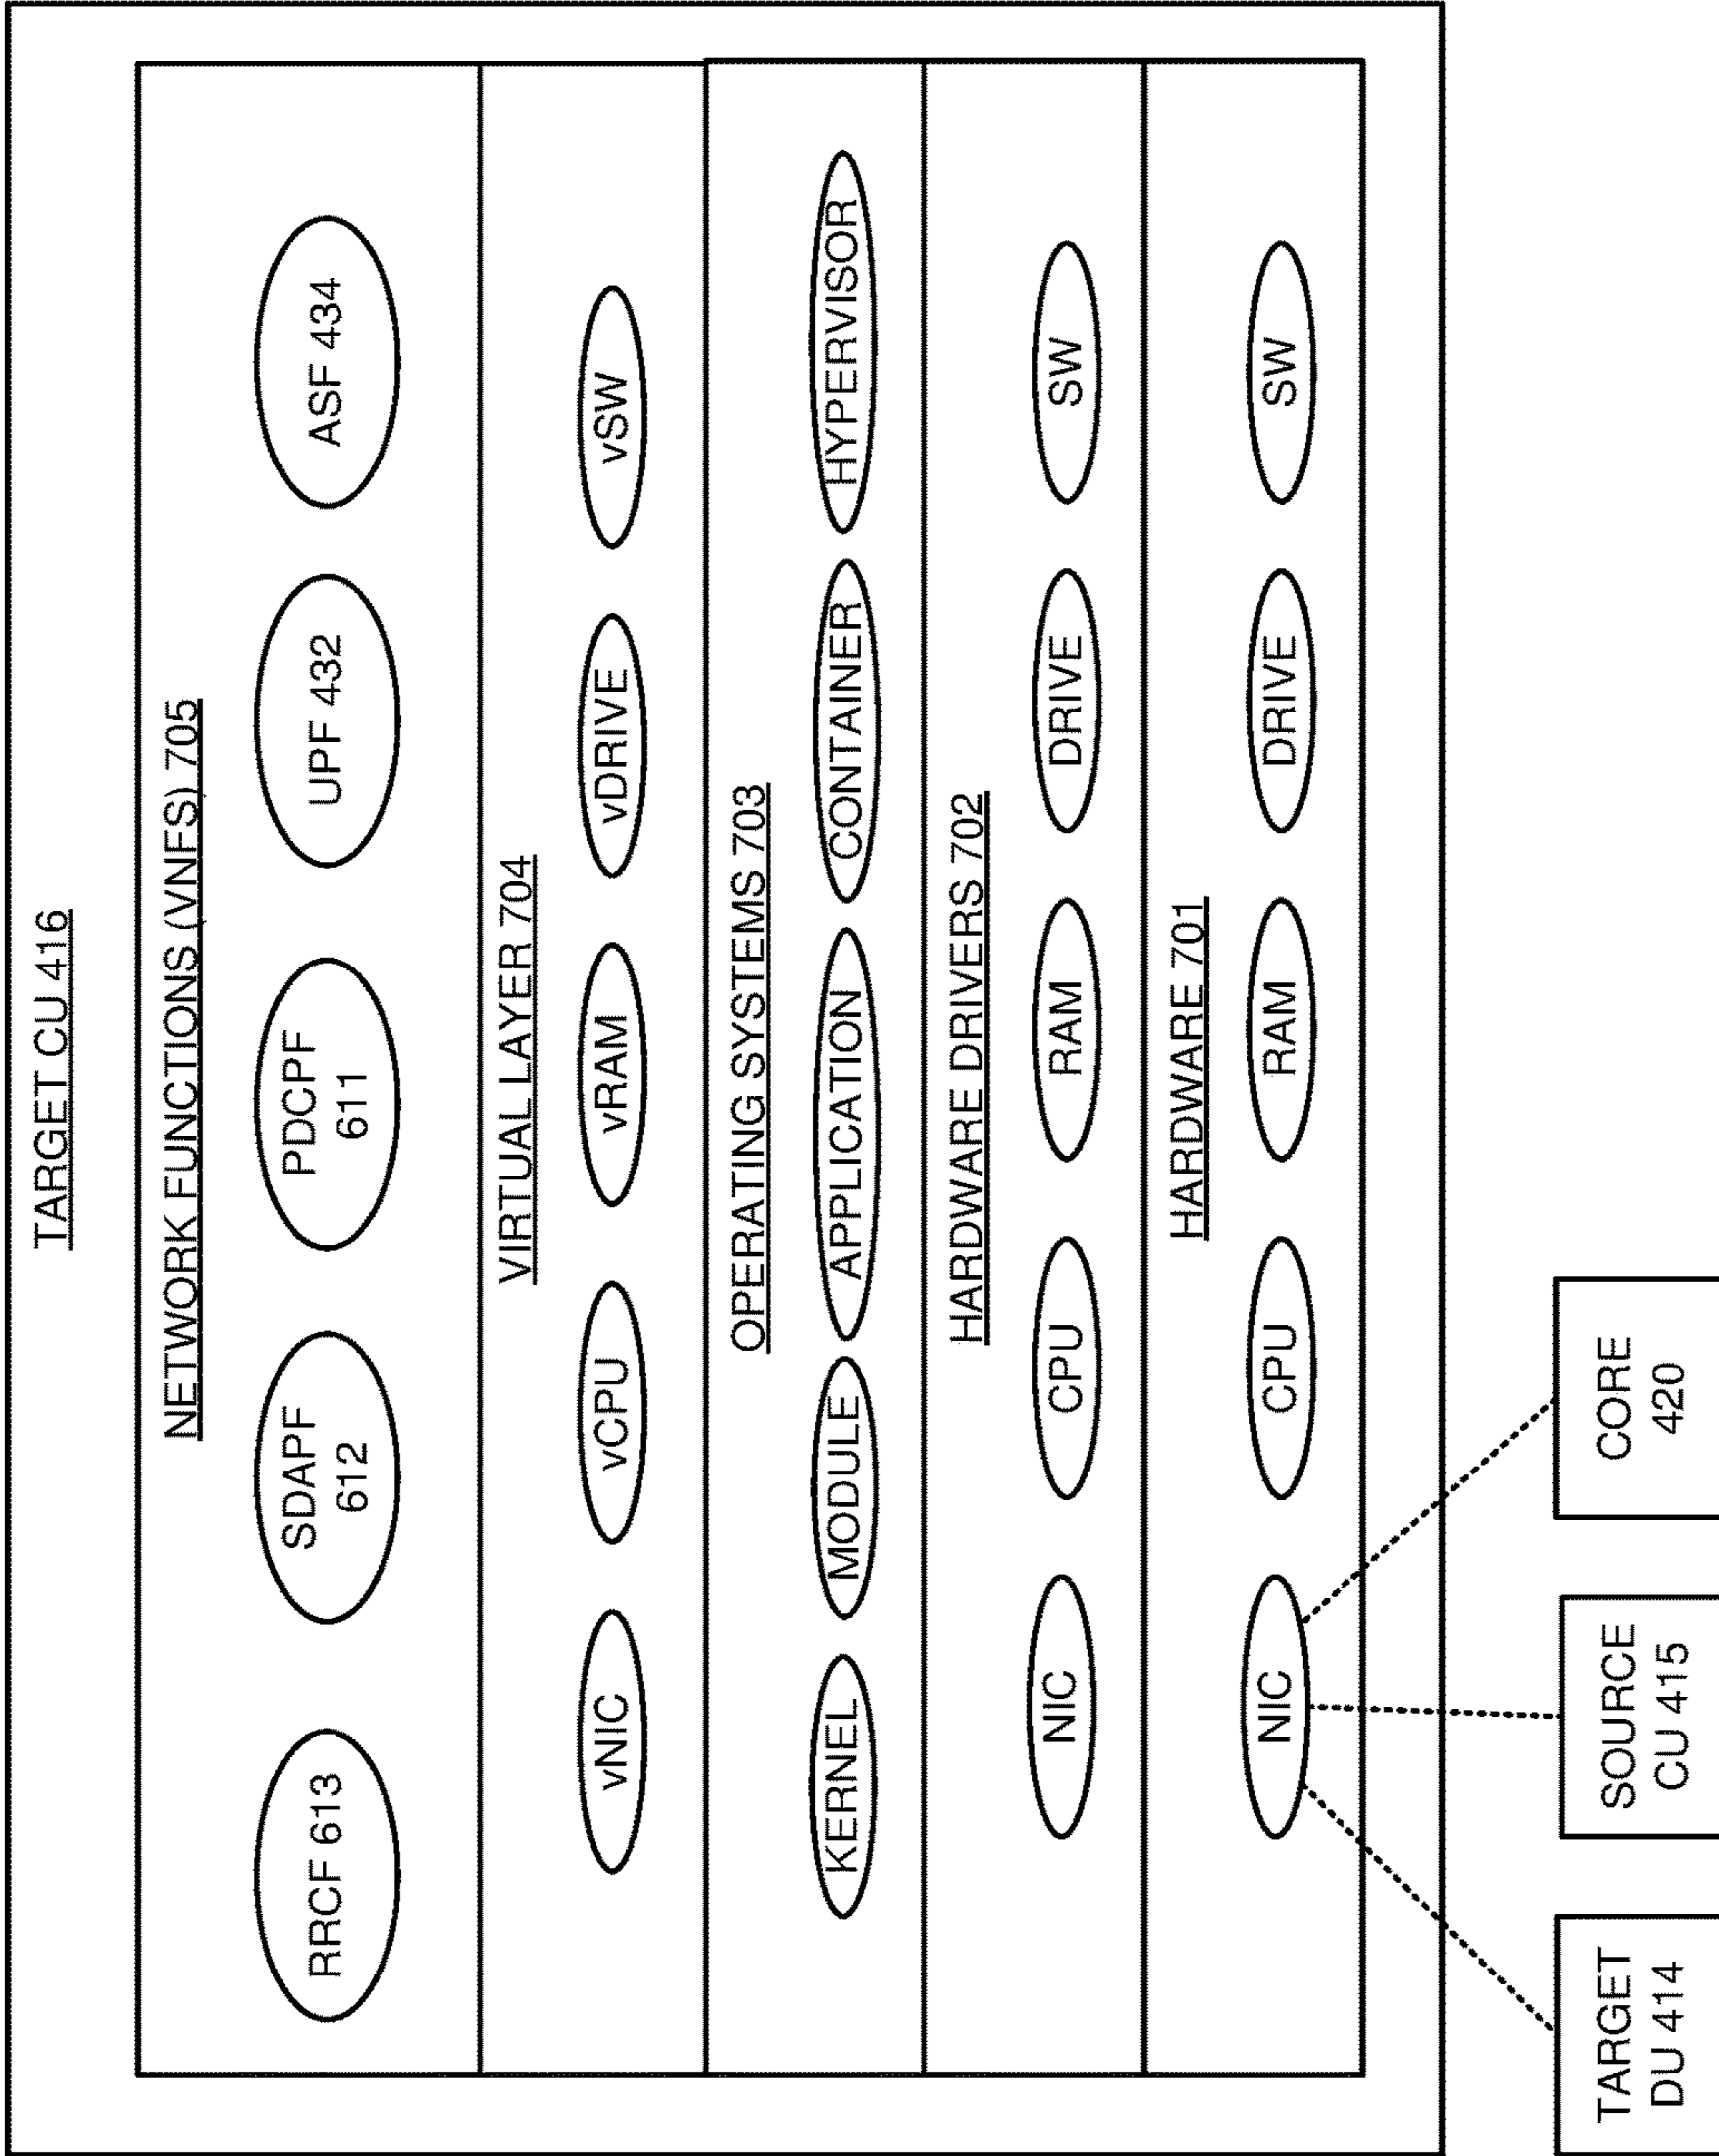 TARGET CU 416
NETWORK FUNCTIONS (VNFS) 705
RRCF 613
SDAPF
612
PDCPF
611
UPF 432
ASF 434
VIRTUAL LAYER 704
vNIC
vCPU
vRAM
vDRIVE
vSW
OPERATING SYSTEMS 703
KERNEL
MODULE
APPLICATION
CONTAINER
HYPERVISOR
HARDWARE DRIVERS 702
NIC
CPU
RAM
DRIVE
SW
HARDWARE 701
NIC
CPU
RAM
DRIVE
SW
TARGET
DU 414
SOURCE
CU 415
CORE
420